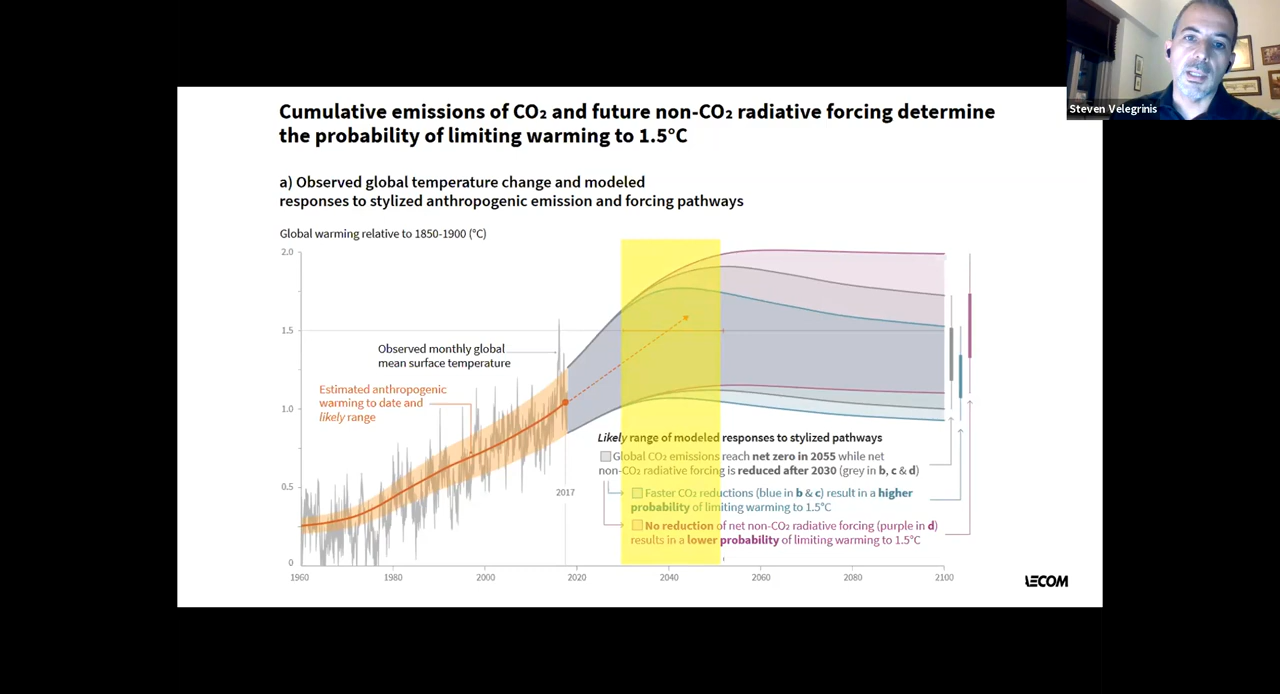 Steven Velegrinis
Cumulative emissions of CO₂ and future non-CO₂ radiative forcing determine
the probability of limiting warming to 1.5°C
a) Observed global temperature change and modeled
responses to stylized anthropogenic emission and forcing pathways
Global warming relative to 1850-1900 (°C)
2.0
1.5
Observed monthly global
mean surface temperature
Estimated anthropogenic
warming to date and
likely range
1.0
Likely range of modeled responses to stylized pathways
Global CO₂ emissions reach net zero in 2055 while net
non-CO₂ radiative forcing is reduced after 2030 (grey in b, c & d)
0.5
2017
Faster CO₂ reductions (blue in b & c) result in a higher
probability of limiting warming to 1.5°C
No reduction of net non-CO₂ radiative forcing (purple in d)
results in a lower probability of limiting warming to 1.5°C
0
1960
1980
2000
2020
2040
2060
2080
2100
AECOM